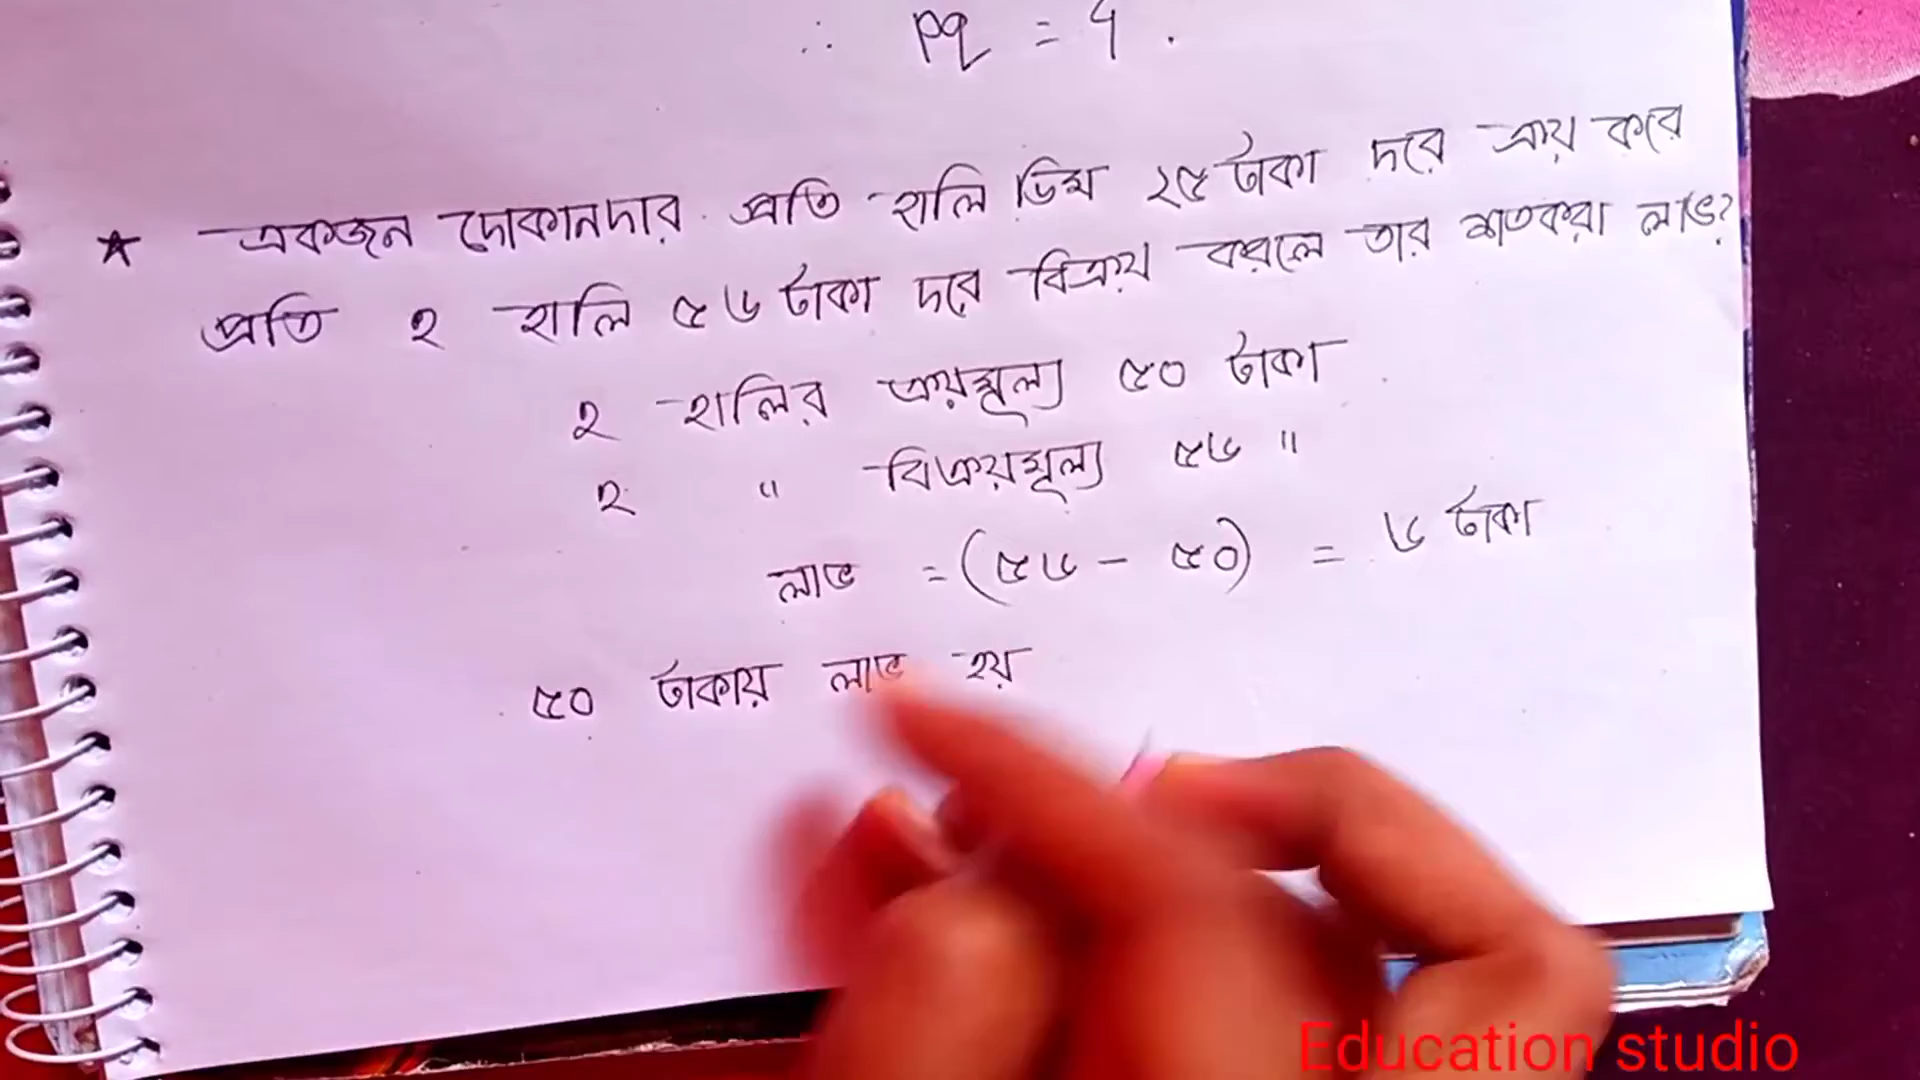 ∴ pq = 4 .
★ একজন দোকানদার প্রতি হালি ডিম ২৫ টাকা দরে ক্রয় করে
প্রতি ২ হালি ৫৬ টাকা দরে বিক্রয় করলে তার শতকরা লাভ?
২ হালির ক্রয়মূল্য ৫০ টাকা
২ " বিক্রয়মূল্য ৫৬ "
লাভ = (৫৬ - ৫০) = ৬ টাকা
৫০ টাকায় লাভ হয়
Education studio